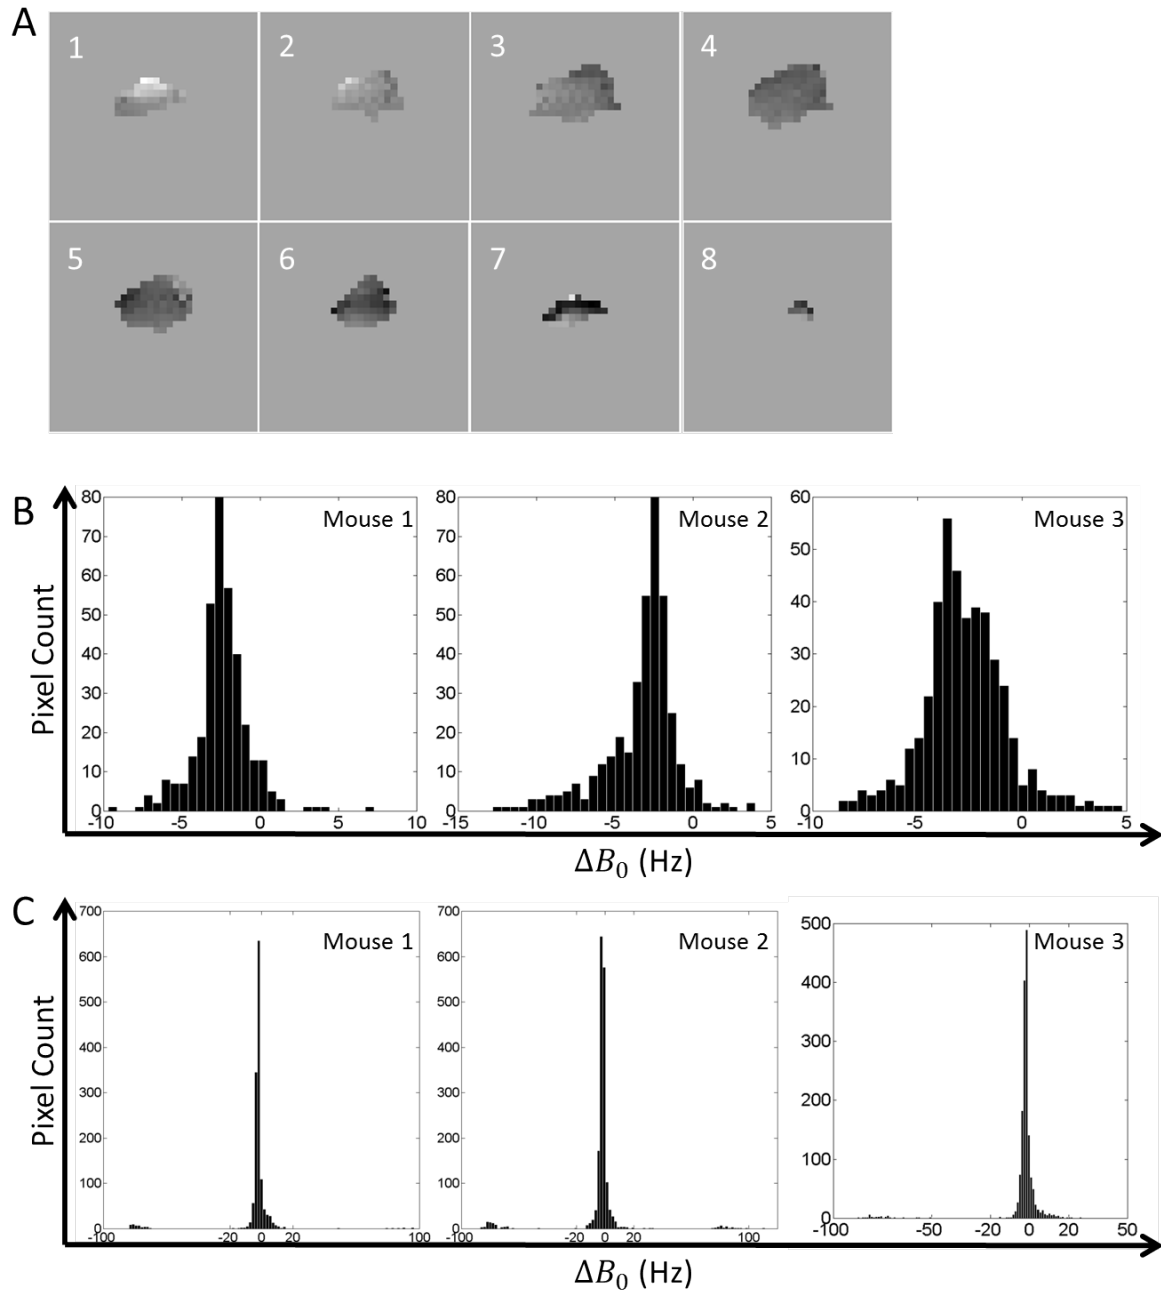 A
1 2 3 4
5 6 7 8
B
Pixel Count
80 70 60 50 40 30 20 10 0
-10 -5 0 5 10
Mouse 1
80 70 60 50 40 30 20 10 0
-15 -10 -5 0 5
Mouse 2
60 50 40 30 20 10 0
-10 -5 0 5
Mouse 3
ΔB₀ (Hz)
C
Pixel Count
700 600 500 400 300 200 100 0
-100 -20 0 20 100
Mouse 1
700 600 500 400 300 200 100 0
-100 -20 0 20 100
Mouse 2
500 400 300 200 100 0
-100 -50 -20 0 20 50
Mouse 3
ΔB₀ (Hz)